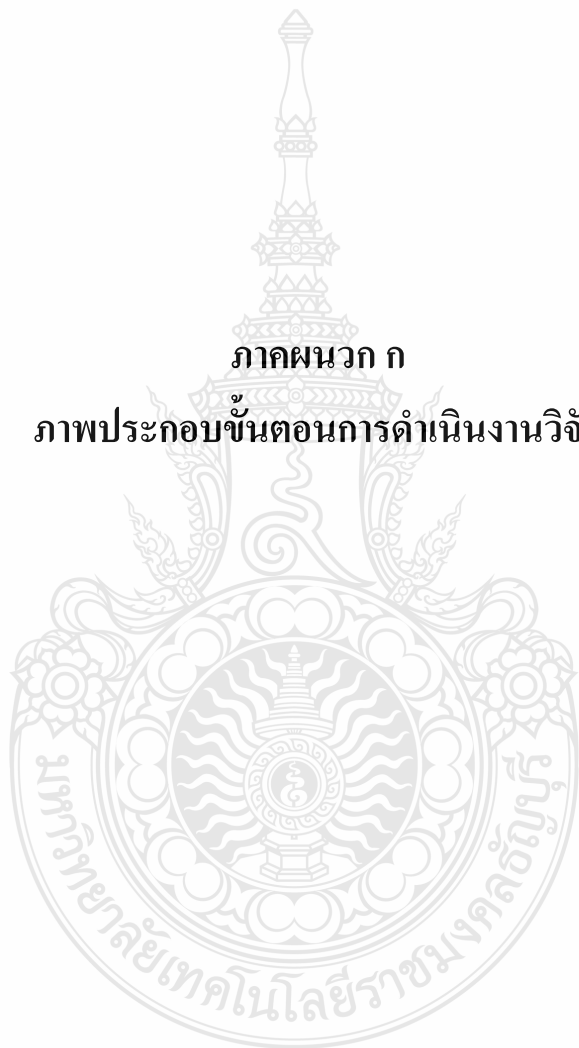 ภาคผนวก ก
ภาพประกอบขั้นตอนการดำเนินงานวิจั
มหาวิทยาลัยเทคโนโลยีราชมงคลธัญบุรี